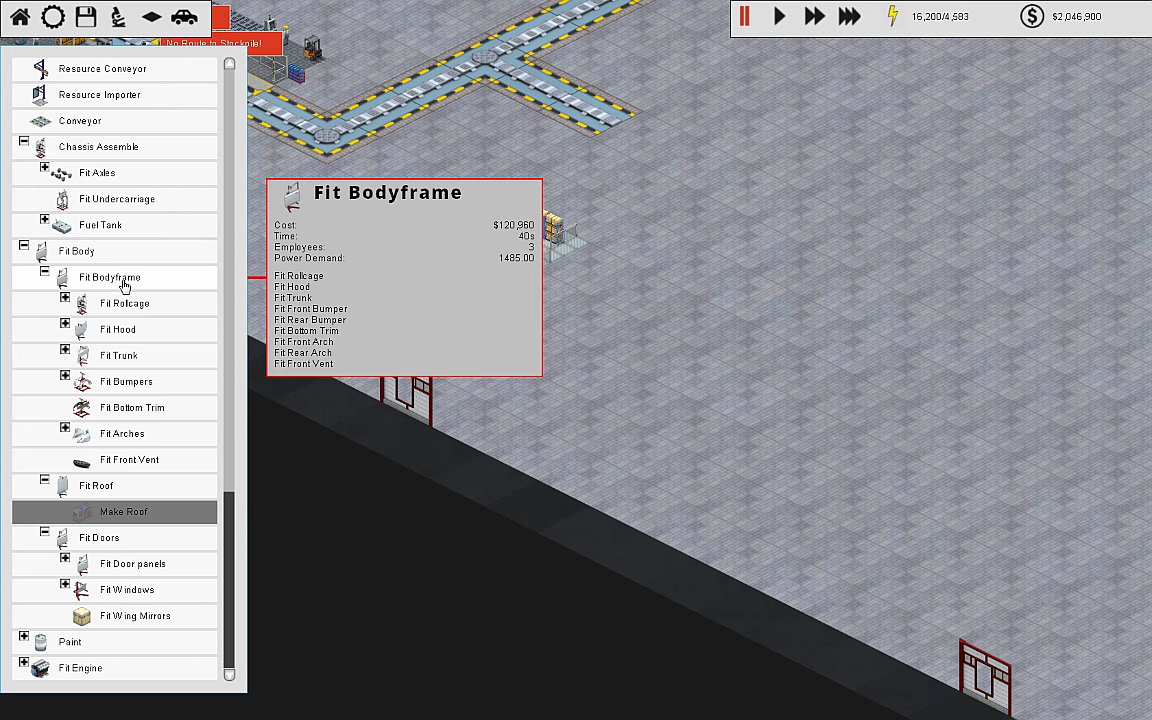 16,200/4,583
$2,046,900
No Route to Stockpile!
Resource Conveyor
Resource Importer
Conveyor
Chassis Assemble
Fit Axles
Fit Undercarriage
Fuel Tank
Fit Body
Fit Bodyframe
Fit Rollcage
Fit Hood
Fit Trunk
Fit Bumpers
Fit Bottom Trim
Fit Arches
Fit Front Vent
Fit Roof
Make Roof
Fit Doors
Fit Door panels
Fit Windows
Fit Wing Mirrors
Paint
Fit Engine
Fit Bodyframe
Cost: $120,960
Time: 40s
Employees: 3
Power Demand: 1485.00
Fit Rollcage
Fit Hood
Fit Trunk
Fit Front Bumper
Fit Rear Bumper
Fit Bottom Trim
Fit Front Arch
Fit Rear Arch
Fit Front Vent